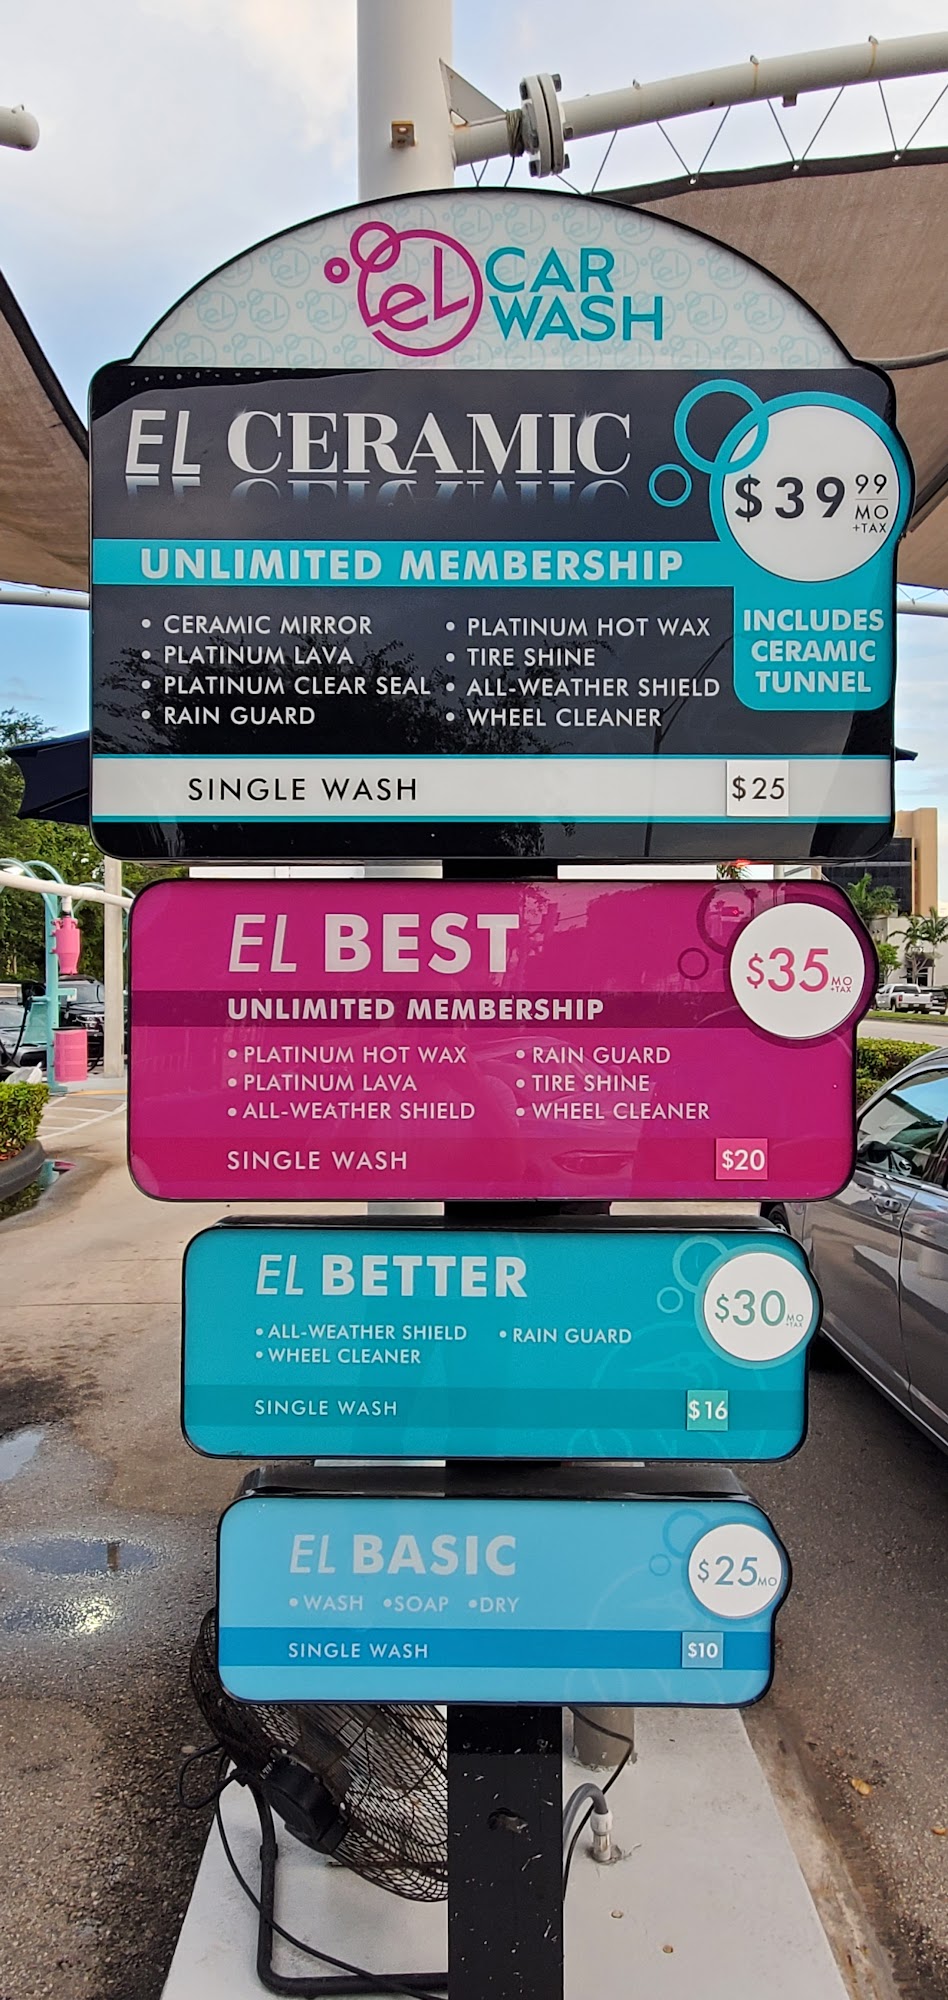 eL CAR
WASH
EL CERAMIC
$39 99
MO
+TAX
UNLIMITED MEMBERSHIP
INCLUDES
CERAMIC
TUNNEL
• CERAMIC MIRROR
• PLATINUM LAVA
• PLATINUM CLEAR SEAL
• RAIN GUARD
• PLATINUM HOT WAX
• TIRE SHINE
• ALL-WEATHER SHIELD
• WHEEL CLEANER
SINGLE WASH $25
EL BEST
$35 MO
+TAX
UNLIMITED MEMBERSHIP
• PLATINUM HOT WAX
• PLATINUM LAVA
• ALL-WEATHER SHIELD
• RAIN GUARD
• TIRE SHINE
• WHEEL CLEANER
SINGLE WASH $20
EL BETTER
$30 MO
+TAX
• ALL-WEATHER SHIELD
• WHEEL CLEANER
• RAIN GUARD
SINGLE WASH $16
EL BASIC
$25 MO
• WASH • SOAP • DRY
SINGLE WASH $10